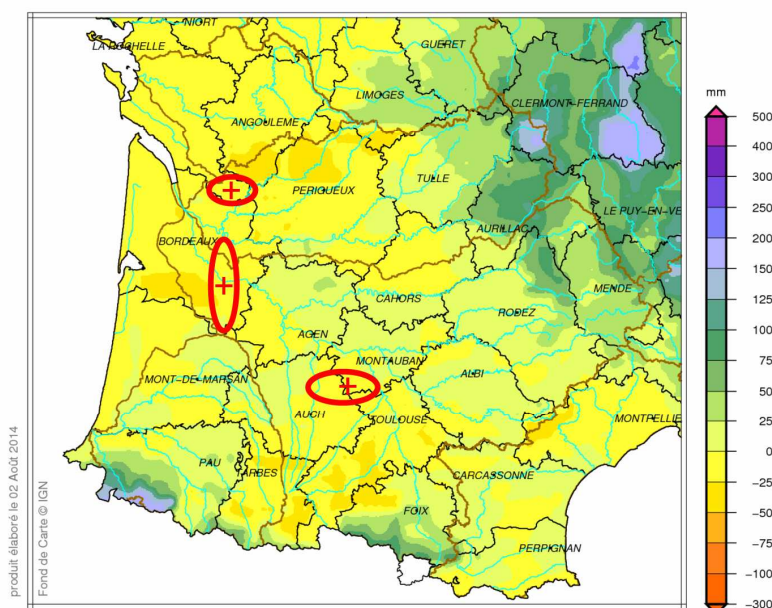 NIORT
LA ROCHELLE
GUERET
LIMOGES
CLERMONT-FERRAND
ANGOULEME
PERIGUEUX
TULLE
LE PUY-EN-VE
AURILLAC
BORDEAUX
MENDE
CAHORS
RODEZ
AGEN
MONTAUBAN
ALBI
MONT-DE-MARSAN
AUCH
TOULOUSE
MONTPELLIE
PAU
TARBES
CARCASSONNE
FOIX
PERPIGNAN
mm
500
400
300
250
200
150
125
100
75
50
25
0
-25
-50
-75
-100
-300
produit élaboré le 02 Août 2014
Fond de Carte © IGN